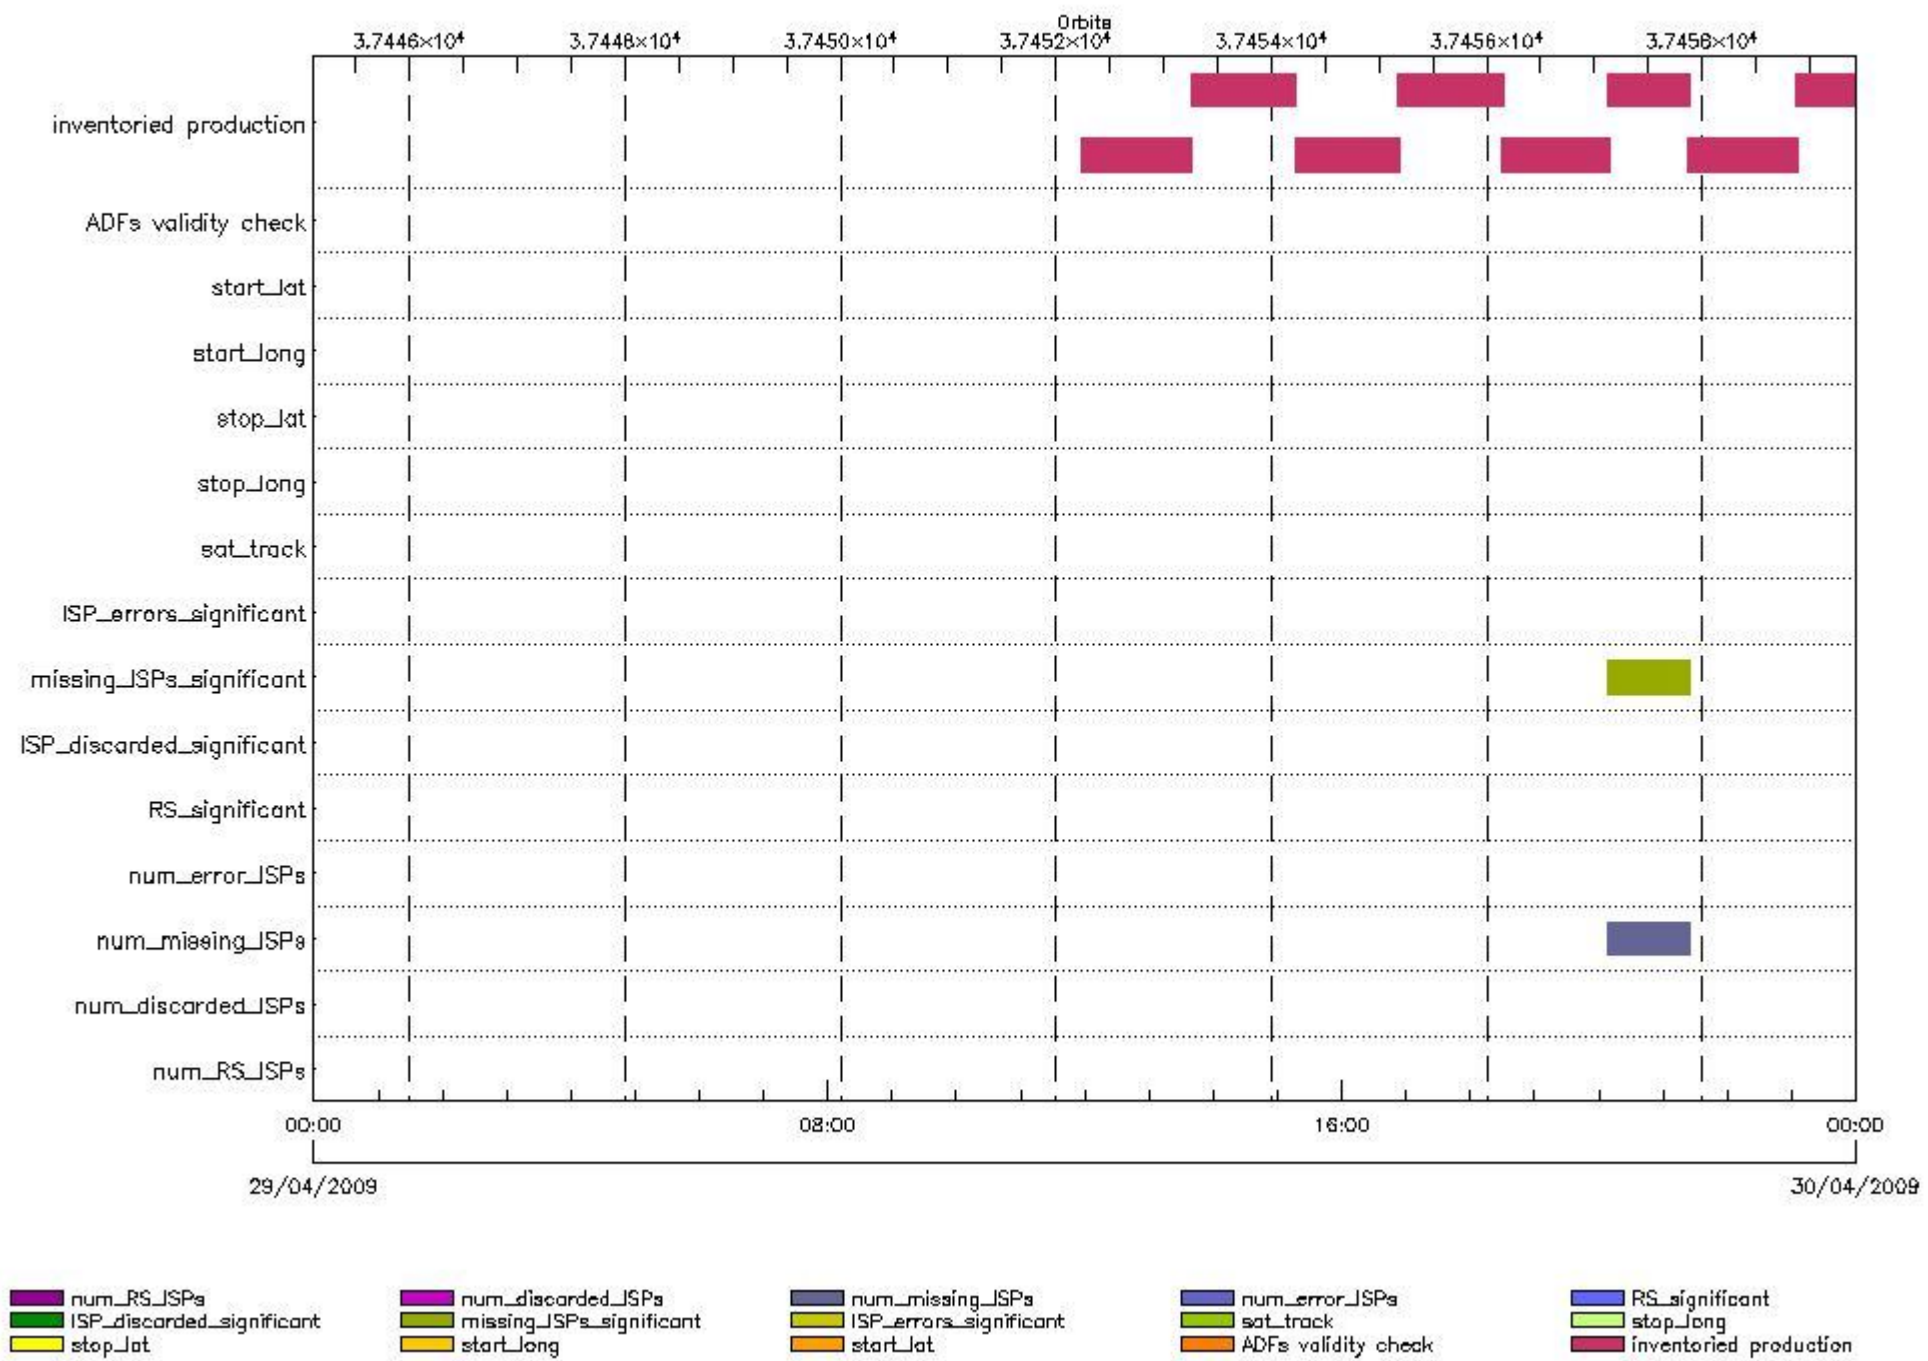 Orbits
3.7446×10⁴ 3.7448×10⁴ 3.7450×10⁴ 3.7452×10⁴ 3.7454×10⁴ 3.7456×10⁴ 3.7458×10⁴
inventoried production
ADFs validity check
start_lat
start_long
stop_lat
stop_long
sat_track
ISP_errors_significant
missing_ISPs_significant
ISP_discarded_significant
RS_significant
num_error_ISPs
num_missing_ISPs
num_discarded_ISPs
num_RS_ISPs
00:00 08:00 16:00 00:00
29/04/2009 30/04/2009
num_RS_ISPs num_discarded_ISPs num_missing_ISPs num_error_ISPs RS_significant
ISP_discarded_significant missing_ISPs_significant ISP_errors_significant sat_track stop_long
stop_lat start_long start_lat ADFs validity check inventoried production